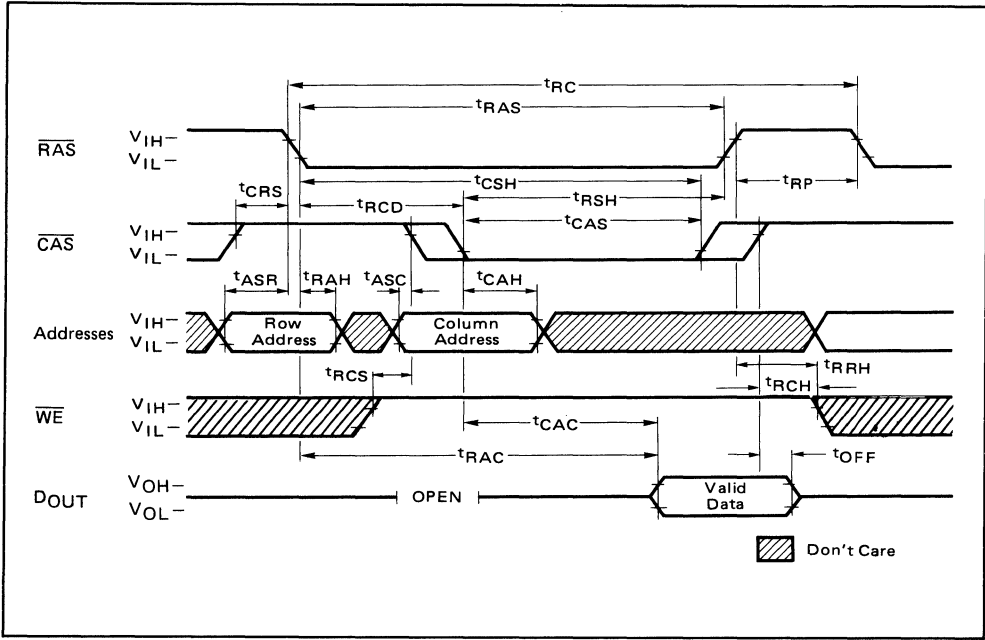 tRC
tRAS
RAS
VIH–
VIL–
tCSH
tRP
tCRS
tRSH
tRCD
tCAS
CAS
VIH–
VIL–
tASR
tRAH
tASC
tCAH
Addresses
VIH–
VIL–
Row
Address
Column
Address
tRRH
tRCS
tRCH
WE
VIH–
VIL–
tCAC
tRAC
tOFF
DOUT
VOH–
VOL–
OPEN
Valid
Data
Don't Care